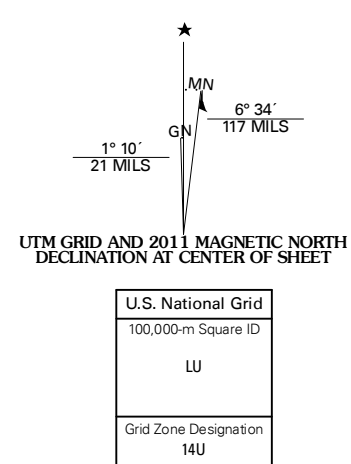 ★
MN
6° 34´
117 MILS
GN
1° 10´
21 MILS
UTM GRID AND 2011 MAGNETIC NORTH
DECLINATION AT CENTER OF SHEET
U.S. National Grid
100,000-m Square ID
LU
Grid Zone Designation
14U